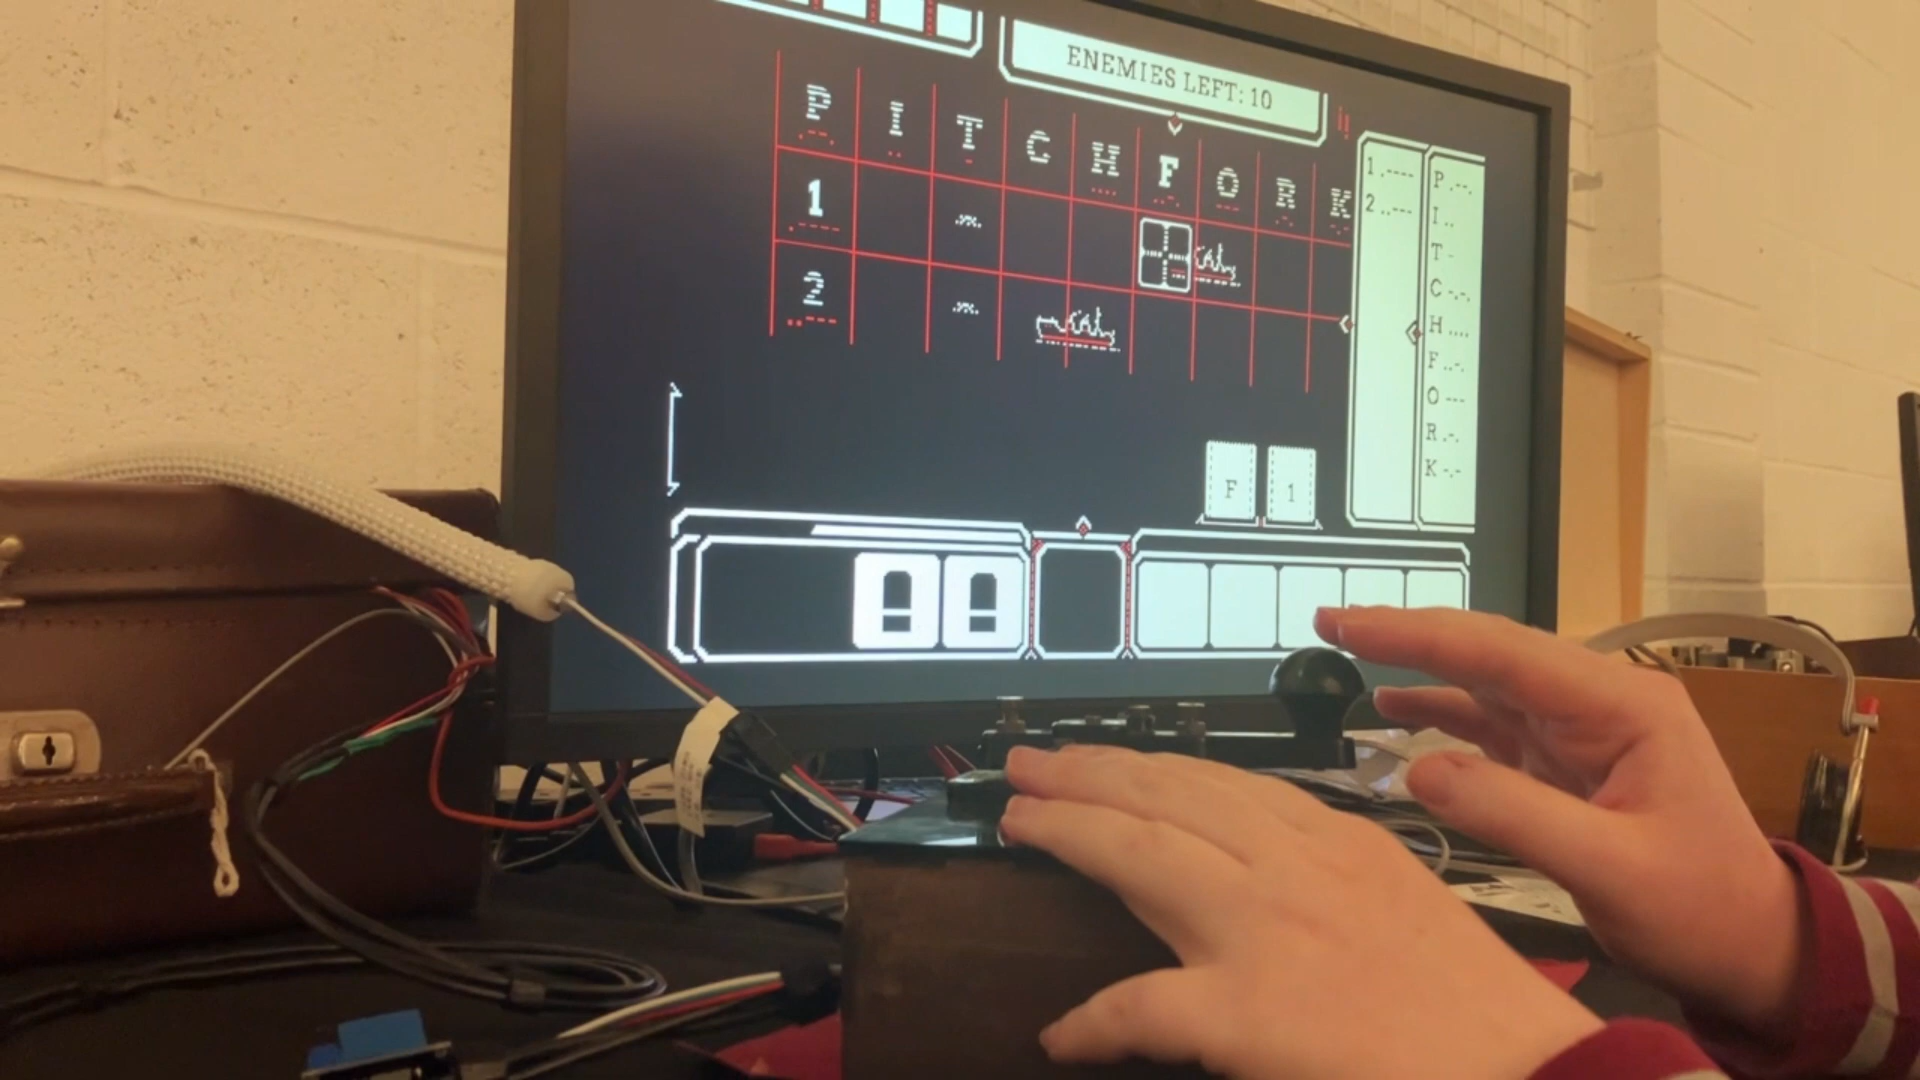 ENEMIES LEFT: 10
P I T C H F O R K
.--. .. - .... ..-. --- .-. -.-
1
.----
2
..---
1 .----
2 ..---
P .--.
I ..
T -
C -.-.
H ....
F ..-.
O ---
R .-.
K -.-
F 1